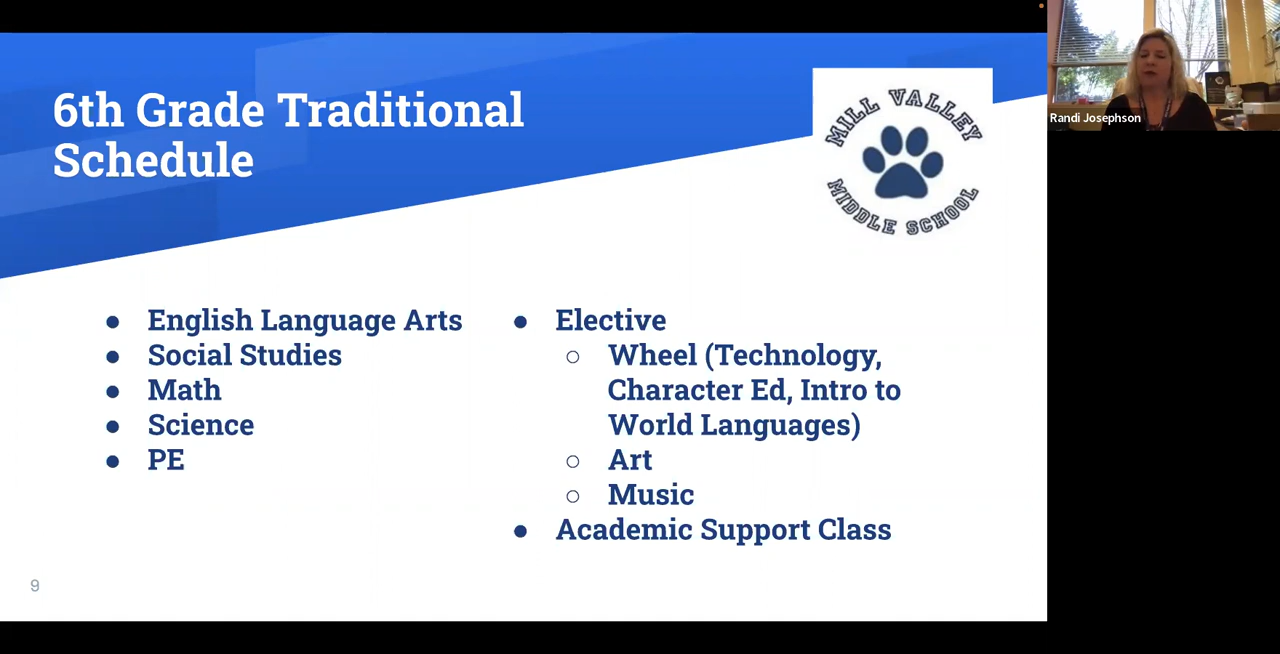 6th Grade Traditional
Schedule
MILL VALLEY
MIDDLE SCHOOL
Randi Josephson
● English Language Arts
● Social Studies
● Math
● Science
● PE
● Elective
○ Wheel (Technology,
Character Ed, Intro to
World Languages)
○ Art
○ Music
● Academic Support Class
9